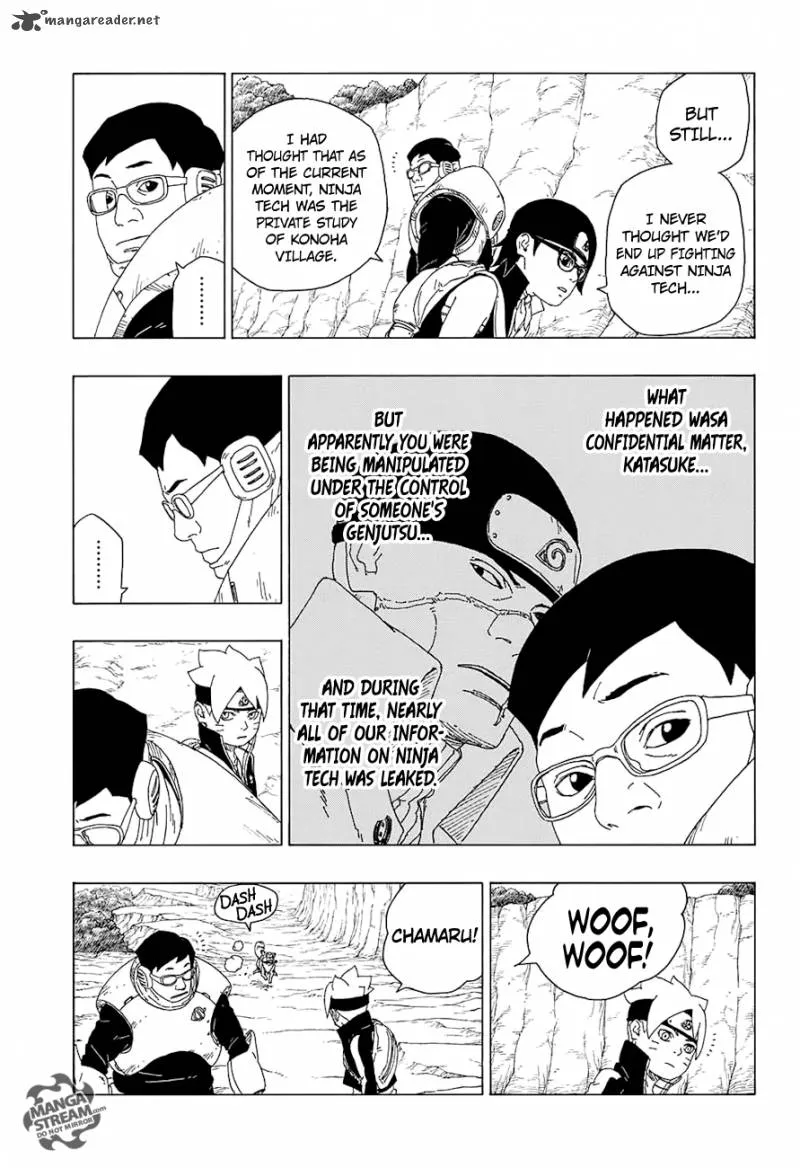 mangareader.net
BUT
STILL...
I NEVER
THOUGHT WE'D
END UP FIGHTING
AGAINST NINJA
TECH...
I HAD
THOUGHT THAT AS
OF THE CURRENT
MOMENT, NINJA
TECH WAS THE
PRIVATE STUDY
OF KONOHA
VILLAGE.
.........
WHAT
HAPPENED WASA
CONFIDENTIAL MATTER,
KATASUKE...
BUT
APPARENTLY YOU WERE
BEING MANIPULATED
UNDER THE CONTROL
OF SOMEONE'S
GENJUTSU...
AND DURING
THAT TIME, NEARLY
ALL OF OUR INFOR-
MATION ON NINJA
TECH WAS LEAKED.
.........
WOOF,
WOOF!
CHAMARU!
DASH
DASH
MANGA
STREAM.com
DO NOT MIRROR!